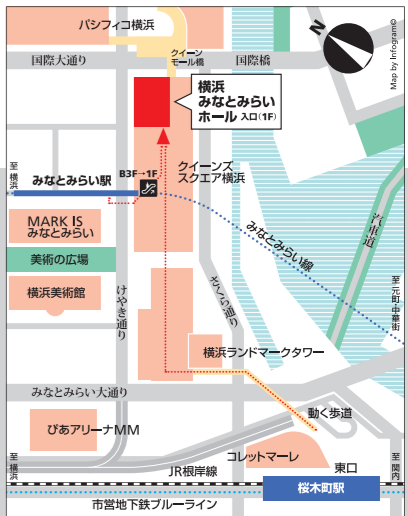 パシフィコ横浜
国際大通り
クイーン
モール橋
国際橋
N
Map by Infogram©
横浜
みなとみらい
ホール 入口(1F)
至横浜
みなとみらい駅
B3F→1F
クイーンズ
スクエア横浜
MARK IS
みなとみらい
美術の広場
横浜美術館
けやき通り
さくら通り
みなとみらい線
汽車道
至元町・中華街
横浜ランドマークタワー
みなとみらい大通り
動く歩道
ぴあアリーナMM
コレットマーレ
東口
至横浜
JR根岸線
桜木町駅
至関内
市営地下鉄ブルーライン